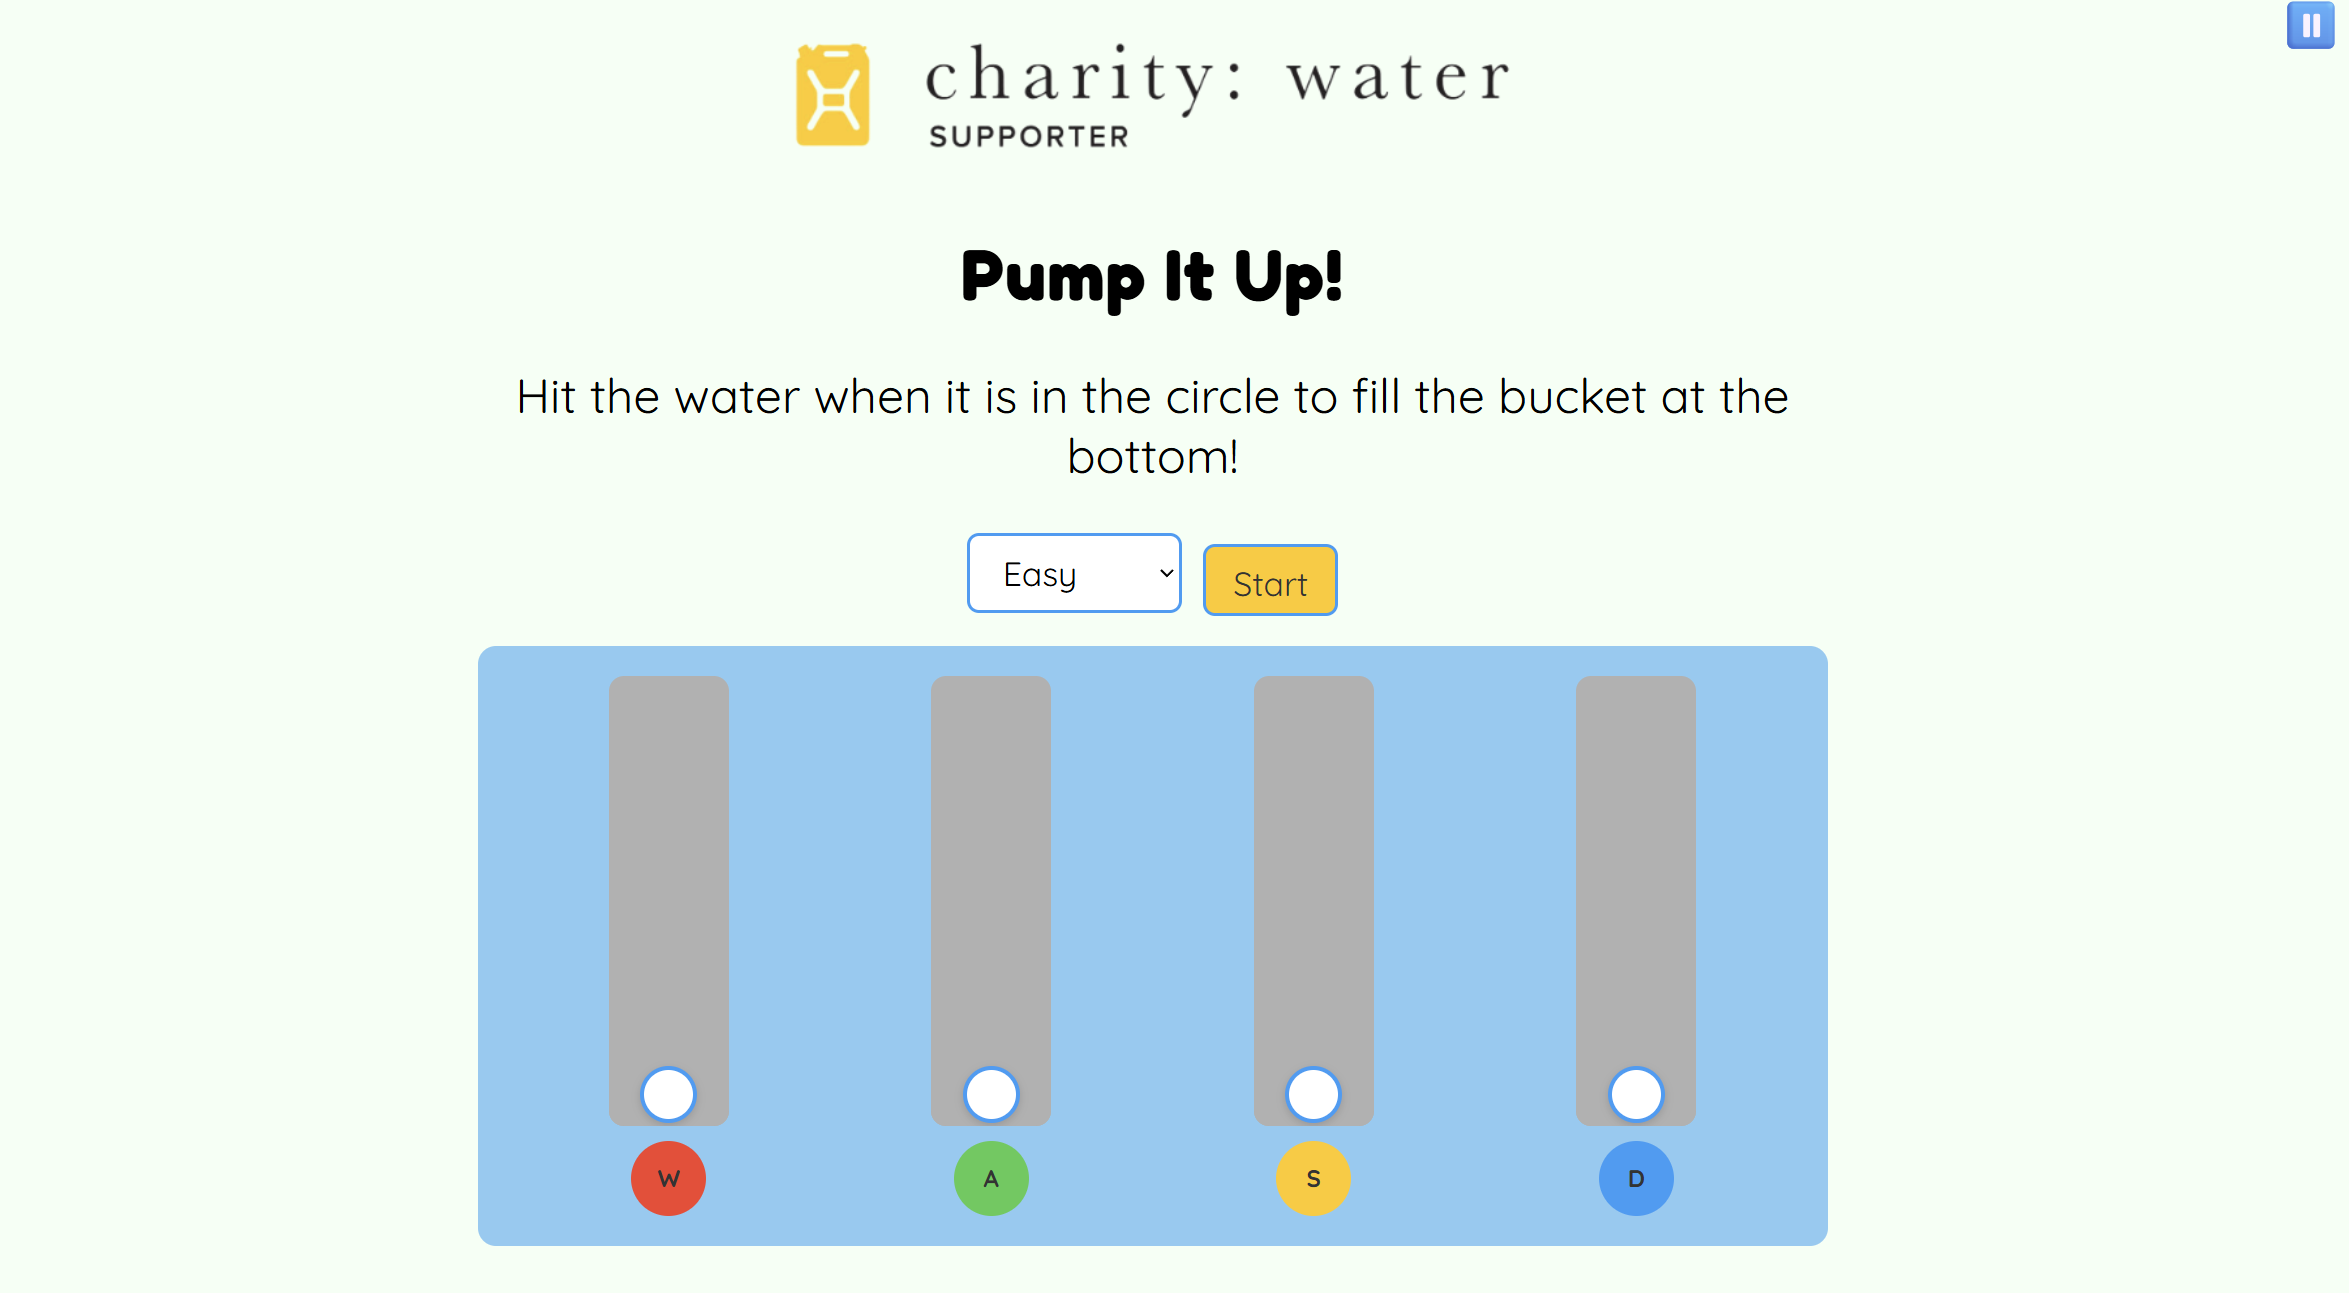 charity: water
SUPPORTER
Pump It Up!
Hit the water when it is in the circle to fill the bucket at the
bottom!
Easy
Start
W
A
S
D